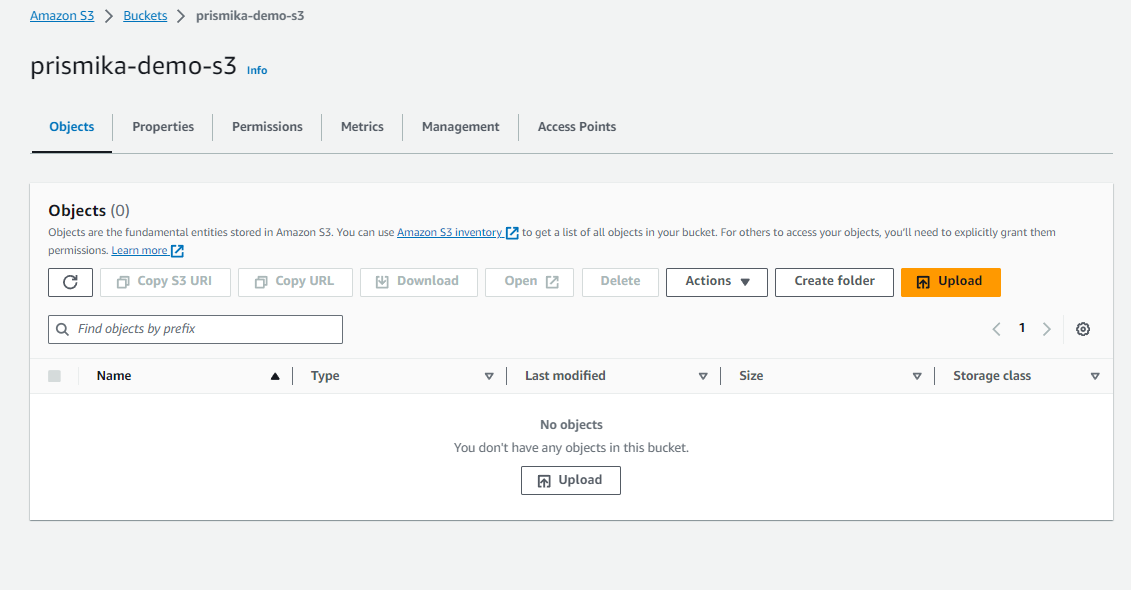 Amazon S3 > Buckets > prismika-demo-s3
prismika-demo-s3 Info
Objects Properties Permissions Metrics Management Access Points
Objects (0)
Objects are the fundamental entities stored in Amazon S3. You can use Amazon S3 inventory to get a list of all objects in your bucket. For others to access your objects, you'll need to explicitly grant them
permissions. Learn more
Copy S3 URI Copy URL Download Open Delete Actions Create folder Upload
Find objects by prefix 1
Name Type Last modified Size Storage class
No objects
You don't have any objects in this bucket.
Upload